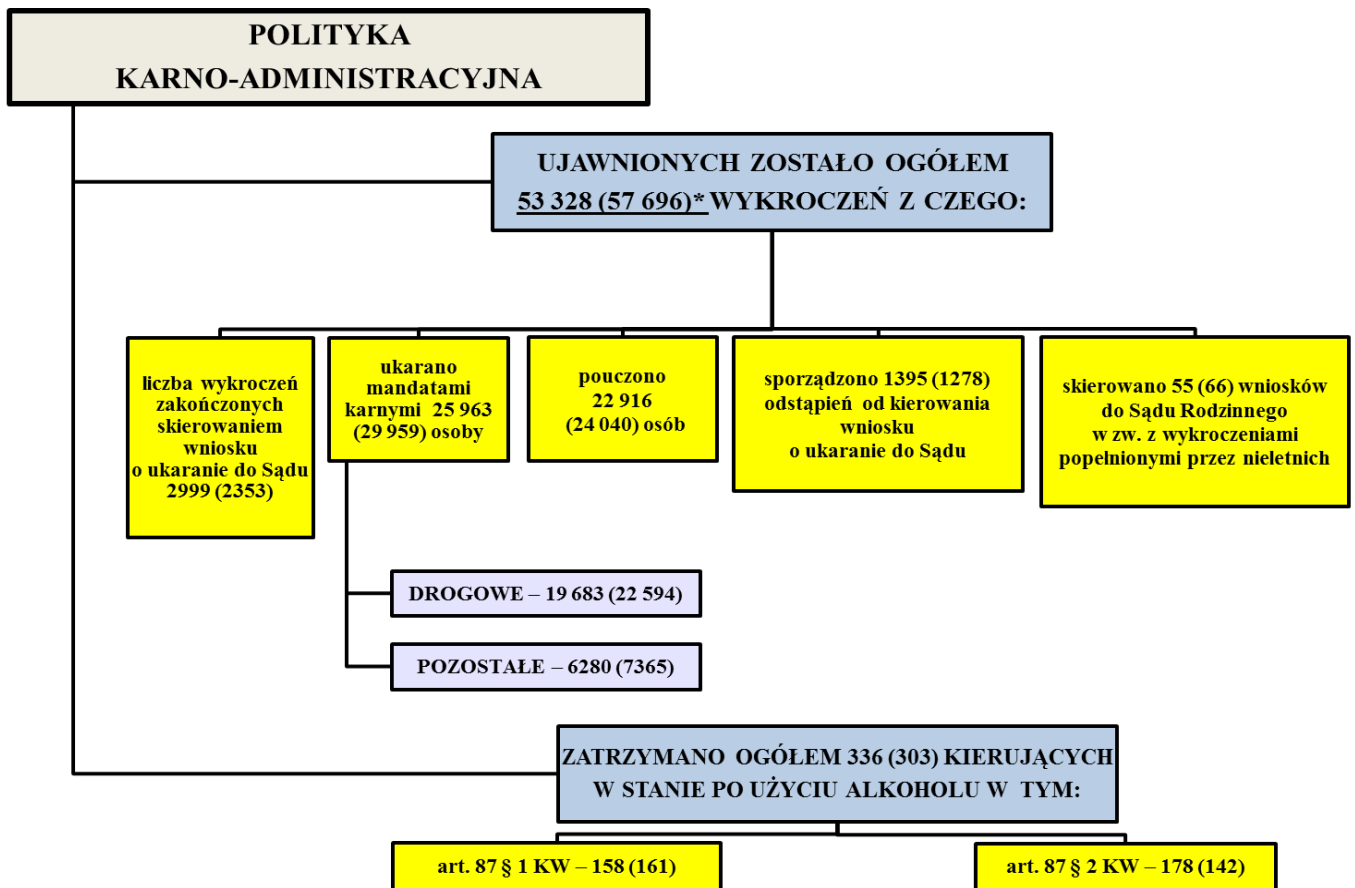 POLITYKA
KARNO-ADMINISTRACYJNA
UJAWNIONYCH ZOSTAŁO OGÓŁEM
53 328 (57 696)* WYKROCZEŃ Z CZEGO:
liczba wykroczeń
zakończonych
skierowaniem
wniosku
o ukaranie do Sądu
2999 (2353)
ukarano
mandatami
karnymi 25 963
(29 959) osoby
pouczono
22 916
(24 040) osób
sporządzono 1395 (1278)
odstąpień od kierowania
wniosku
o ukaranie do Sądu
skierowano 55 (66) wniosków
do Sądu Rodzinnego
w zw. z wykroczeniami
popełnionymi przez nieletnich
DROGOWE – 19 683 (22 594)
POZOSTAŁE – 6280 (7365)
ZATRZYMANO OGÓŁEM 336 (303) KIERUJĄCYCH
W STANIE PO UŻYCIU ALKOHOLU W TYM:
art. 87 § 1 KW – 158 (161)
art. 87 § 2 KW – 178 (142)